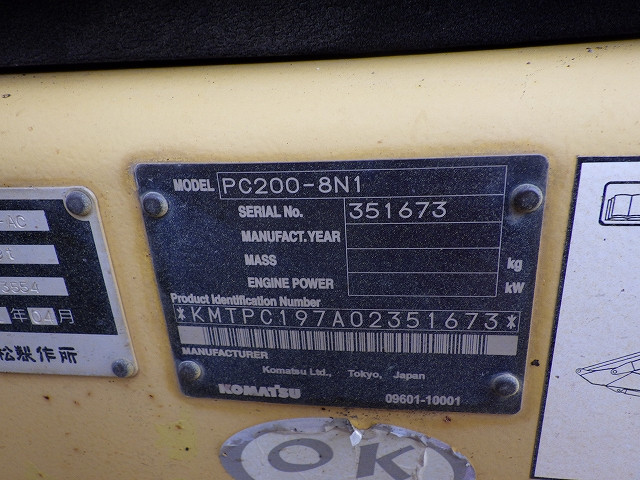 MODEL PC200-8N1
SERIAL No. 351673
MANUFACT.YEAR
MASS kg
ENGINE POWER kW
Product Identification Number
*KMTPC197A02351673*
MANUFACTURER
Komatsu Ltd., Tokyo, Japan
KOMATSU 09601-10001
-AC
3554
年 04 月
松製作所
OK